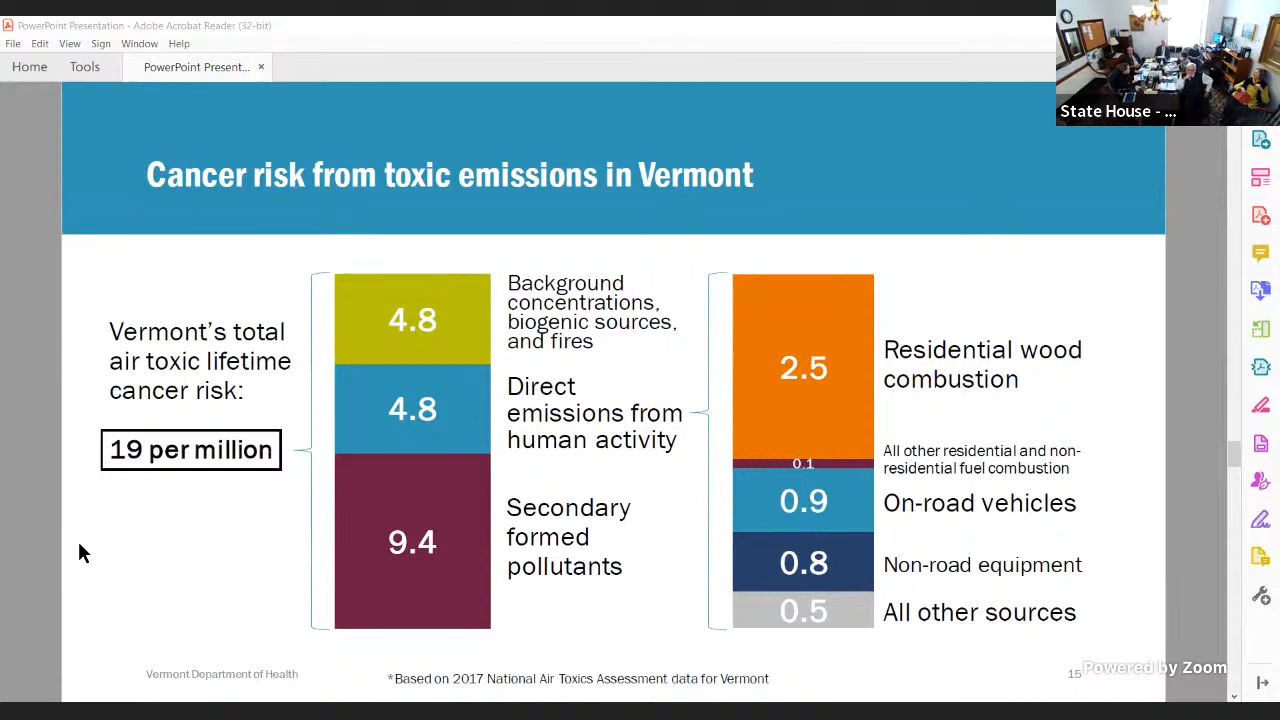 PowerPoint Presentation - Adobe Acrobat Reader (32-bit)
File Edit View Sign Window Help
Home Tools PowerPoint Present... ×
State House - ...
Cancer risk from toxic emissions in Vermont
Vermont's total
air toxic lifetime
cancer risk:
19 per million
4.8
4.8
9.4
Background
concentrations,
biogenic sources,
and fires
Direct
emissions from
human activity
Secondary
formed
pollutants
2.5
0.1
0.9
0.8
0.5
Residential wood
combustion
All other residential and non-
residential fuel combustion
On-road vehicles
Non-road equipment
All other sources
Vermont Department of Health
*Based on 2017 National Air Toxics Assessment data for Vermont
15
Powered by Zoom